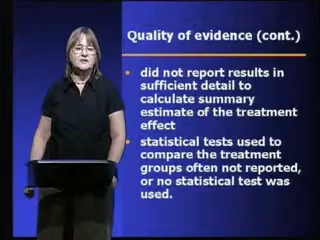 Quality of evidence (cont.)
• did not report results in
sufficient detail to
calculate summary
estimate of the treatment
effect
• statistical tests used to
compare the treatment
groups often not reported,
or no statistical test was
used.